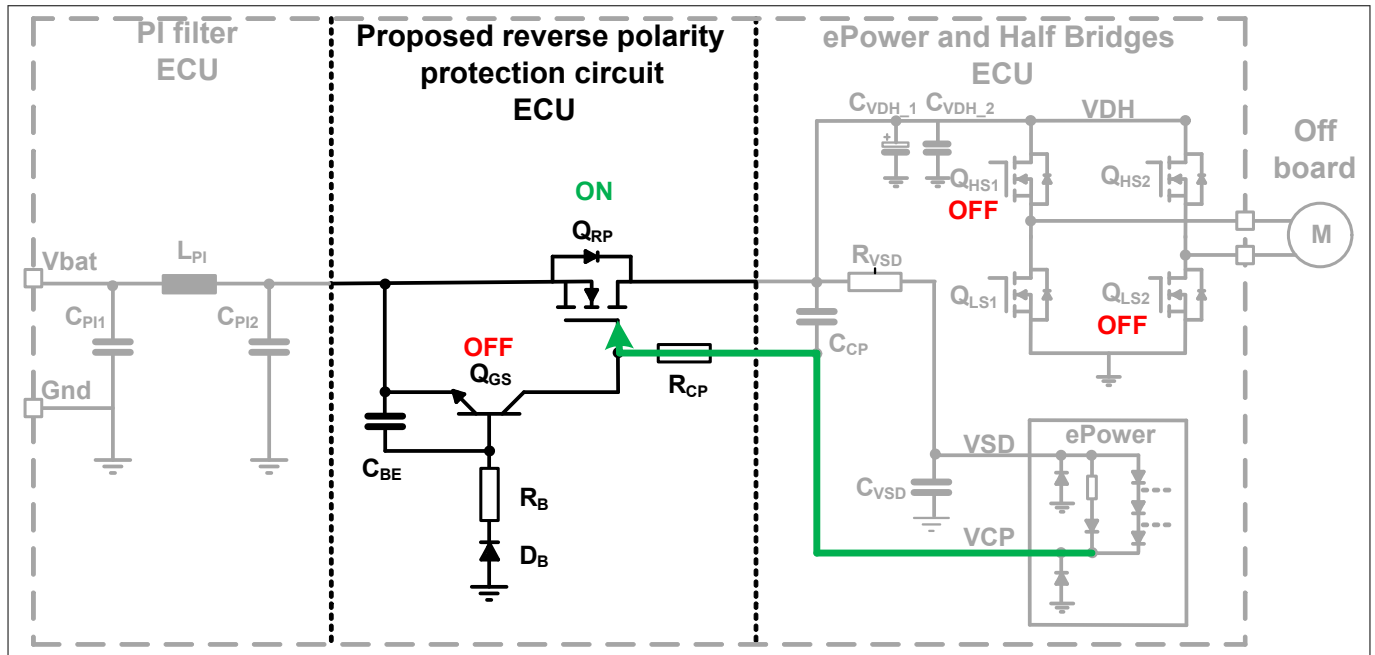 PI filter
ECU
Proposed reverse polarity
protection circuit
ECU
ePower and Half Bridges
ECU
CVDH_1
CVDH_2
VDH
Off
board
QHS1
OFF
QHS2
ON
QRP
M
Vbat
LPI
RVSD
QLS1
QLS2
OFF
CPI1
CPI2
CCP
OFF
QGS
RCP
Gnd
CBE
VSD
ePower
RB
CVSD
VCP
DB